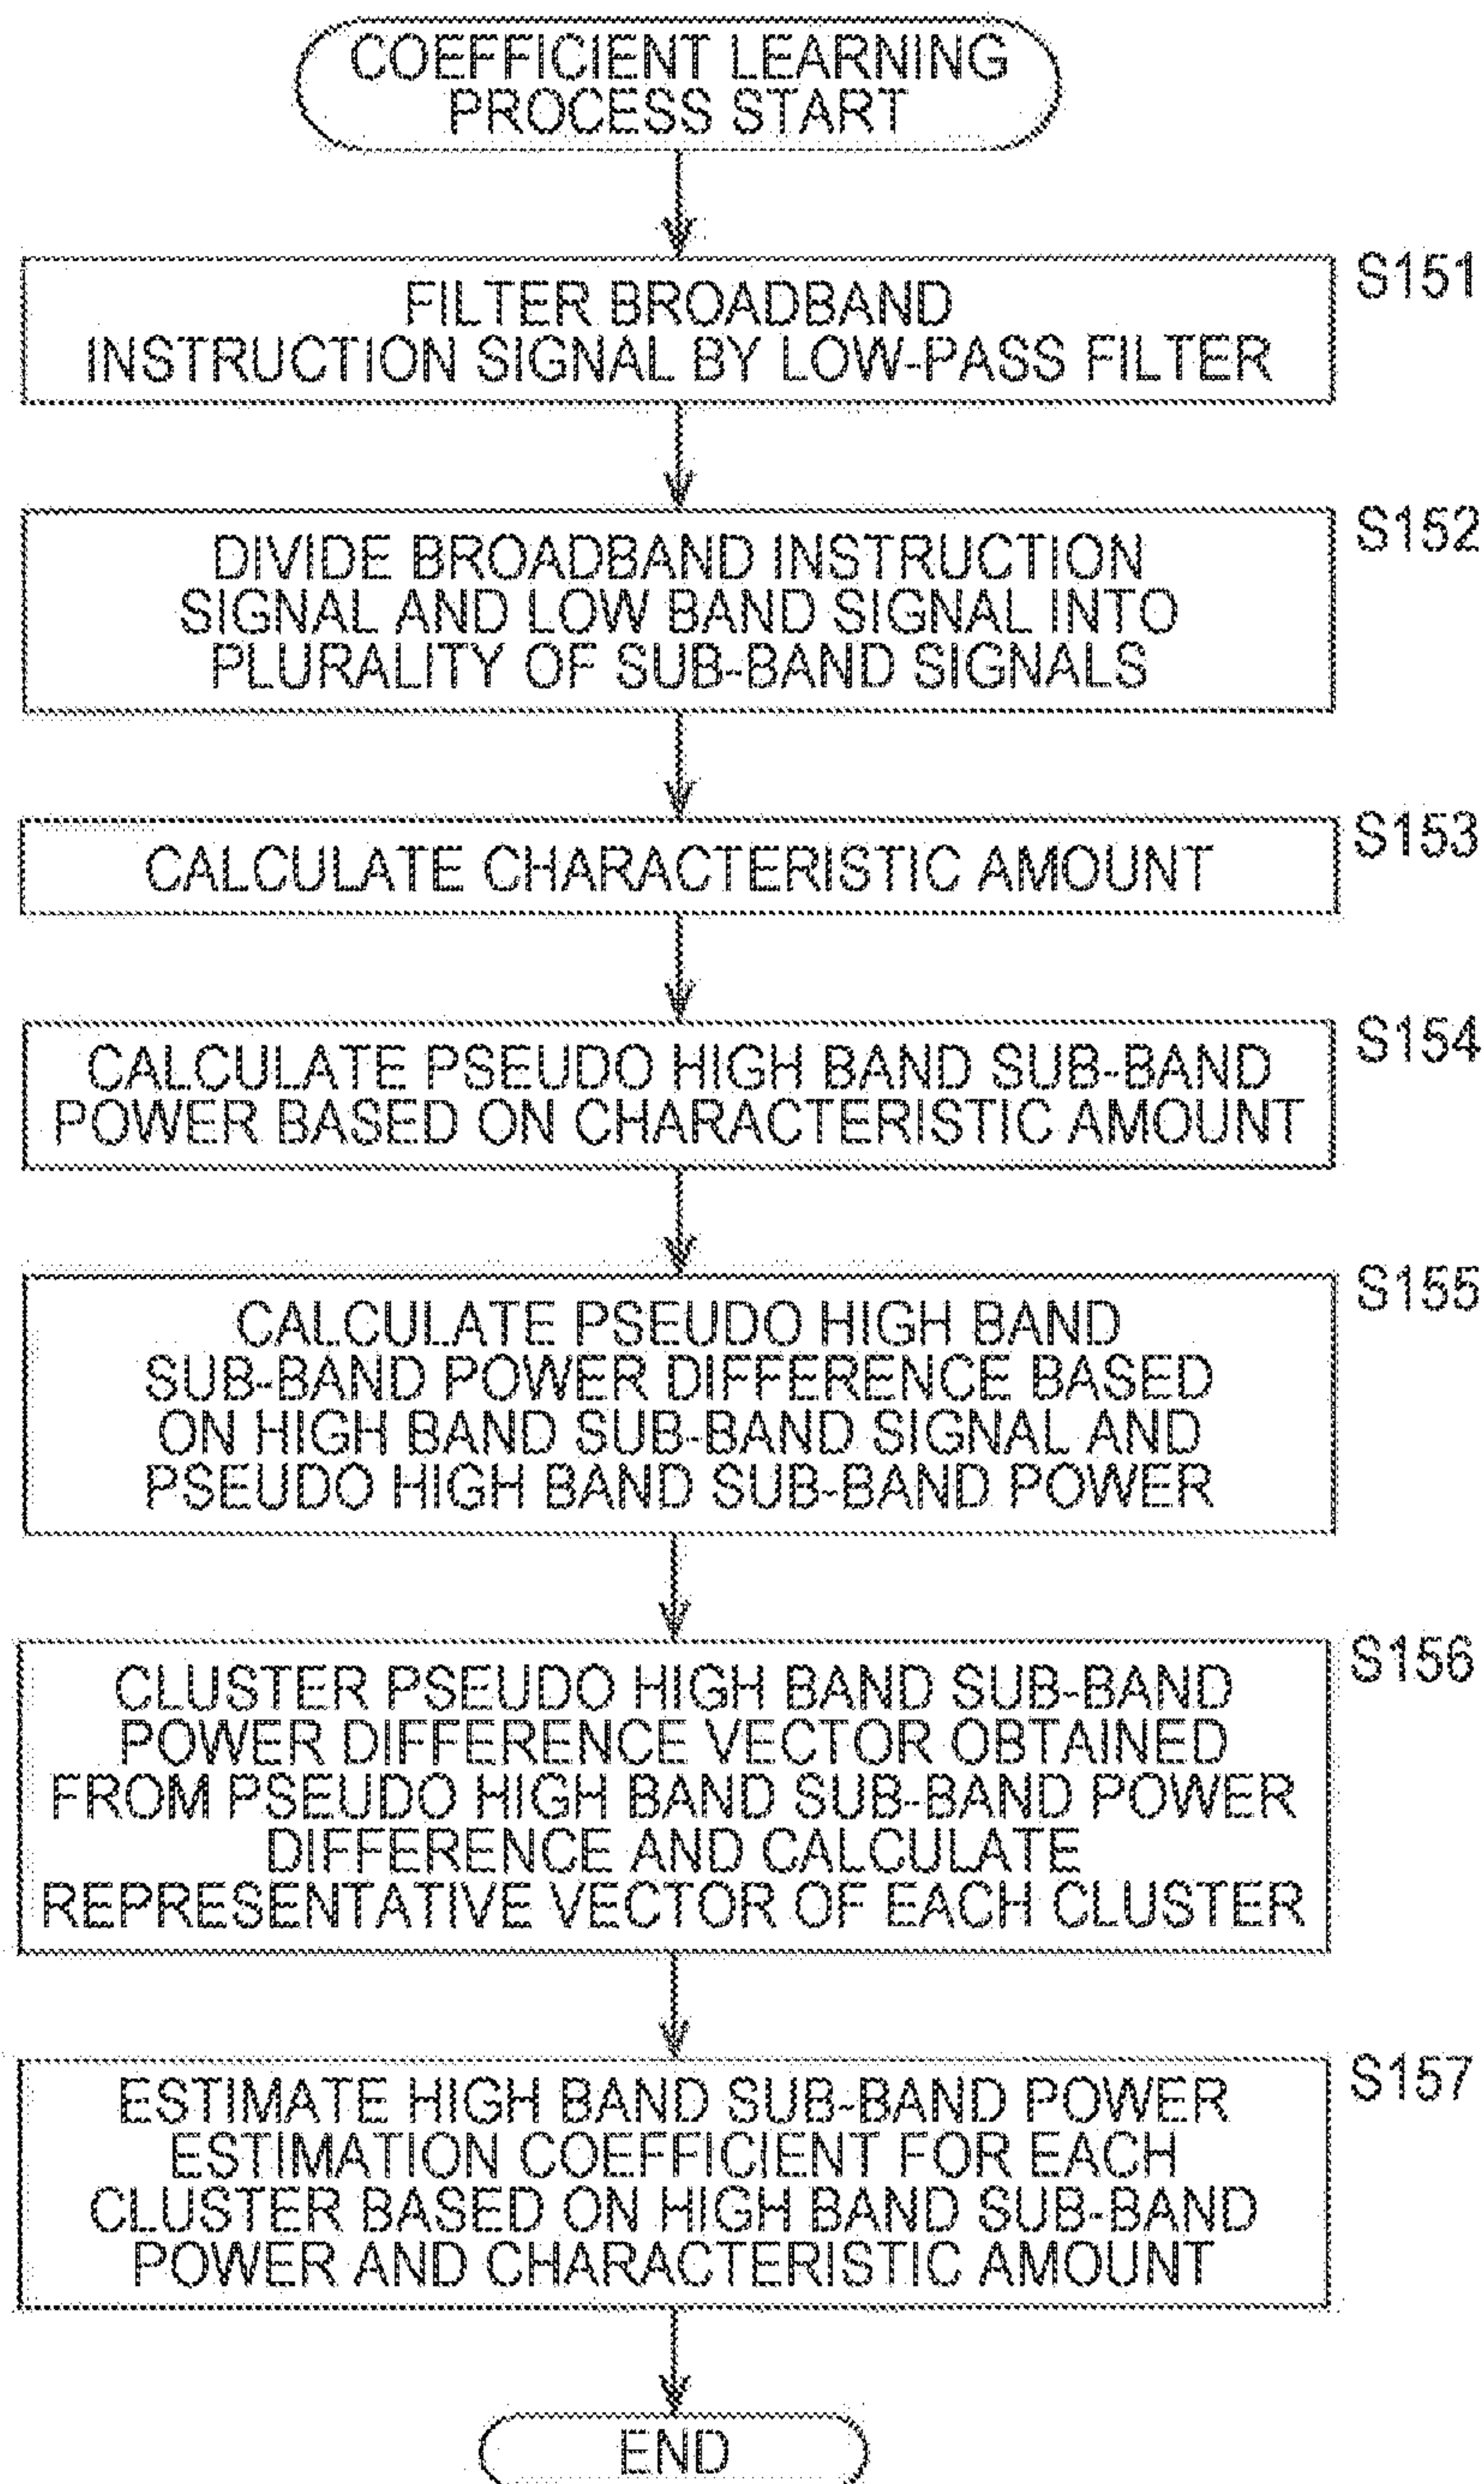 COEFFICIENT LEARNING
PROCESS START
S151
FILTER BROADBAND
INSTRUCTION SIGNAL BY LOW-PASS FILTER
S152
DIVIDE BROADBAND INSTRUCTION
SIGNAL AND LOW BAND SIGNAL INTO
PLURALITY OF SUB-BAND SIGNALS
S153
CALCULATE CHARACTERISTIC AMOUNT
S154
CALCULATE PSEUDO HIGH BAND SUB-BAND
POWER BASED ON CHARACTERISTIC AMOUNT
S155
CALCULATE PSEUDO HIGH BAND
SUB-BAND POWER DIFFERENCE BASED
ON HIGH BAND SUB-BAND SIGNAL AND
PSEUDO HIGH BAND SUB-BAND POWER
S156
CLUSTER PSEUDO HIGH BAND SUB-BAND
POWER DIFFERENCE VECTOR OBTAINED
FROM PSEUDO HIGH BAND SUB-BAND POWER
DIFFERENCE AND CALCULATE
REPRESENTATIVE VECTOR OF EACH CLUSTER
S157
ESTIMATE HIGH BAND SUB-BAND POWER
ESTIMATION COEFFICIENT FOR EACH
CLUSTER BASED ON HIGH BAND SUB-BAND
POWER AND CHARACTERISTIC AMOUNT
END